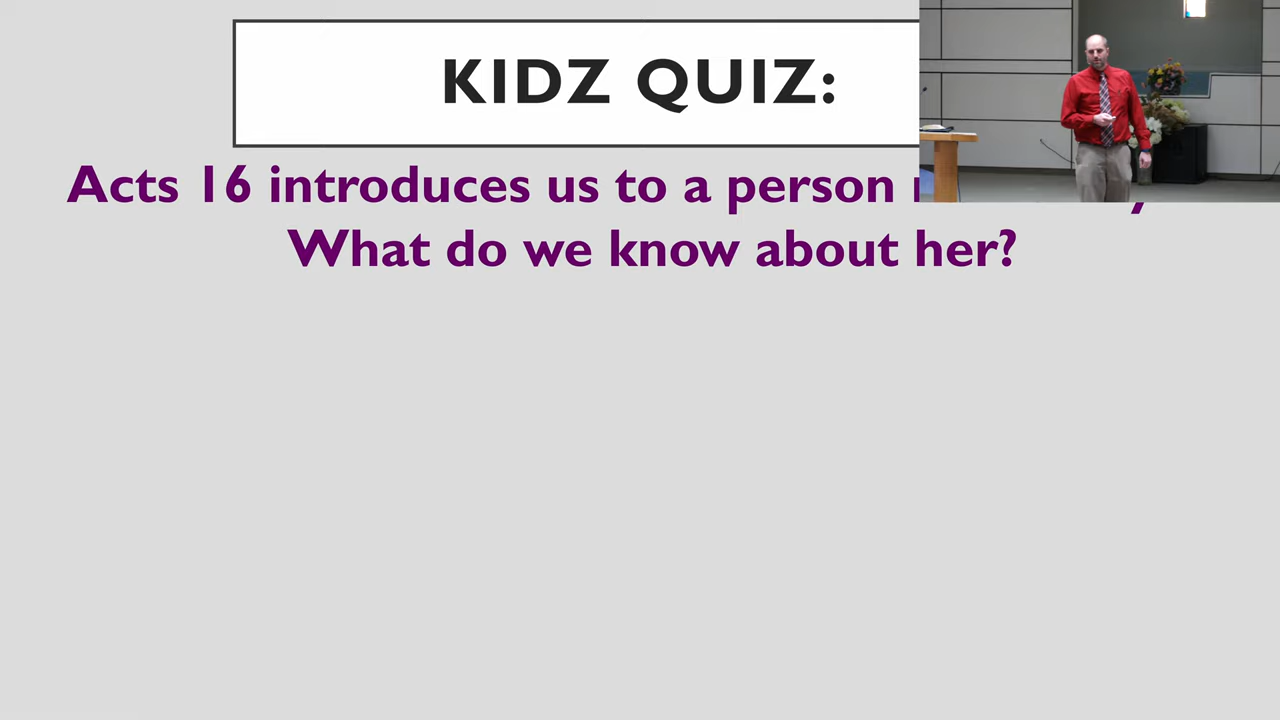 KIDZ QUIZ:
Acts 16 introduces us to a person
What do we know about her?